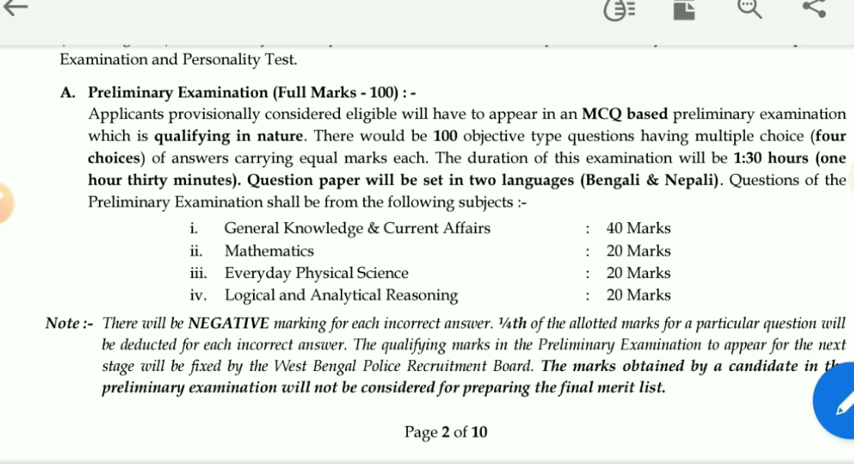 Examination and Personality Test.
A. Preliminary Examination (Full Marks - 100) : -
Applicants provisionally considered eligible will have to appear in an MCQ based preliminary examination
which is qualifying in nature. There would be 100 objective type questions having multiple choice (four
choices) of answers carrying equal marks each. The duration of this examination will be 1:30 hours (one
hour thirty minutes). Question paper will be set in two languages (Bengali & Nepali). Questions of the
Preliminary Examination shall be from the following subjects :-
i. General Knowledge & Current Affairs : 40 Marks
ii. Mathematics : 20 Marks
iii. Everyday Physical Science : 20 Marks
iv. Logical and Analytical Reasoning : 20 Marks
Note :- There will be NEGATIVE marking for each incorrect answer. ¼th of the allotted marks for a particular question will
be deducted for each incorrect answer. The qualifying marks in the Preliminary Examination to appear for the next
stage will be fixed by the West Bengal Police Recruitment Board. The marks obtained by a candidate in
preliminary examination will not be considered for preparing the final merit list.
Page 2 of 10